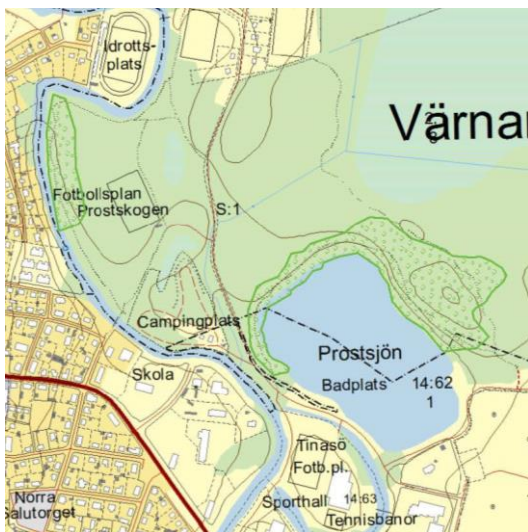 Idrotts-
plats
Värnar
Fotbollsplan
Prostskogen
S:1
Campingplats
Prostsjön
Skola
Badplats
14:62
1
Tinasö
Fotb.pl.
Norra
Salutorget
Sporthall
14:63
Tennisbanor